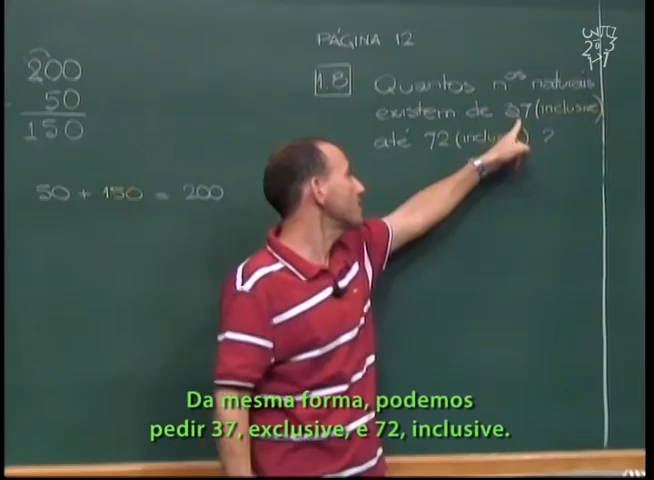 PÁGINA 12
200
50
150
50 + 150 = 200
1.8 Quantos nos naturais
existem de 37 (inclusive)
até 72 (inclusive) ?
Da mesma forma, podemos
pedir 37, exclusive, e 72, inclusive.